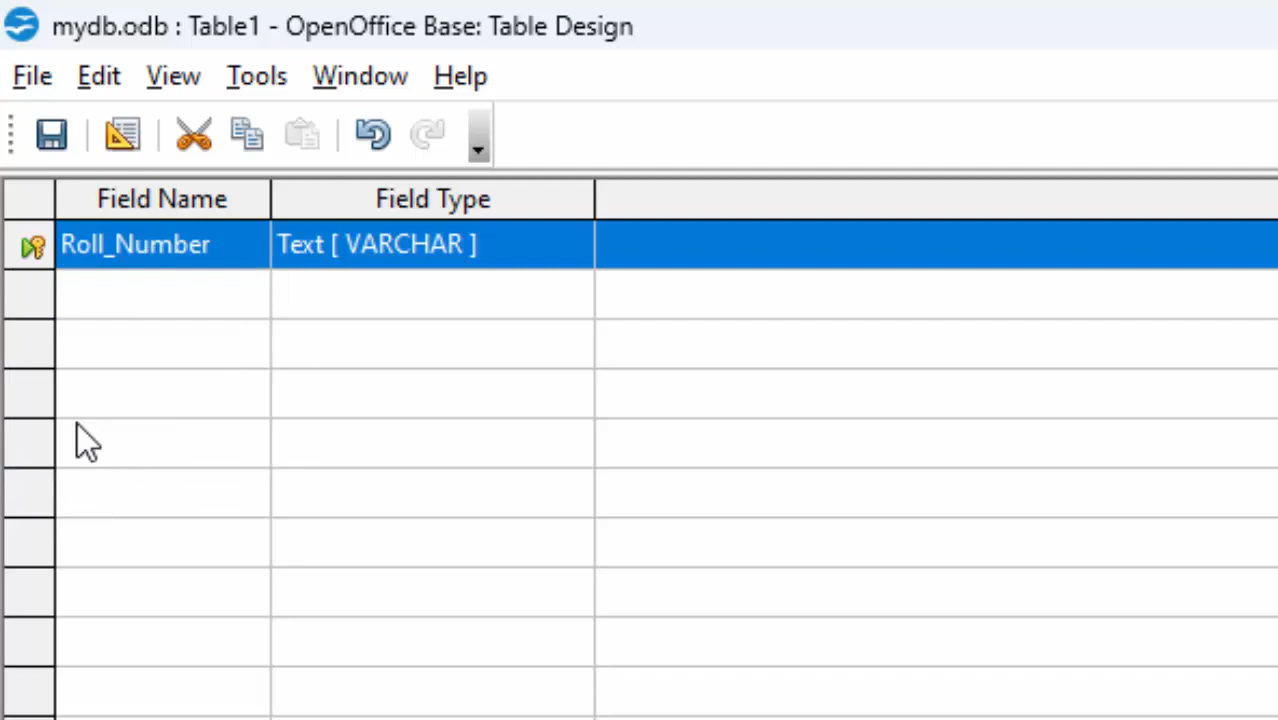 mydb.odb : Table1 - OpenOffice Base: Table Design
File Edit View Tools Window Help
Field Name Field Type
Roll_Number Text [ VARCHAR ]